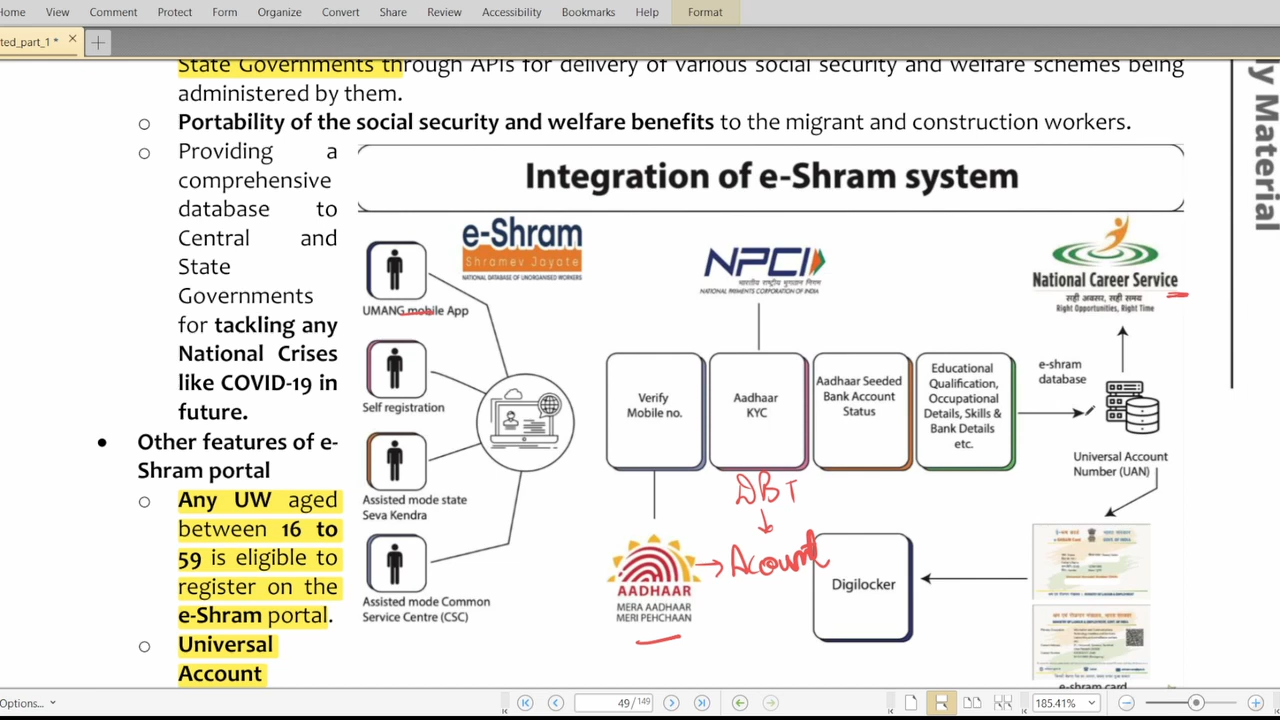 Home View Comment Protect Form Organize Convert Share Review Accessibility Bookmarks Help Format
ted_part_1 *
State Governments through APIs for delivery of various social security and welfare schemes being
administered by them.
Portability of the social security and welfare benefits to the migrant and construction workers.
Providing a
comprehensive
database to
Central and
State
Governments
for tackling any
National Crises
like COVID-19 in
future.
Other features of e-
Shram portal
Any UW aged
between 16 to
59 is eligible to
register on the
e-Shram portal.
Universal
Account
Integration of e-Shram system
e-Shram
Shramev Jayate
NATIONAL DATABASE OF UNORGANISED WORKERS
UMANG mobile App
Self registration
Assisted mode state
Seva Kendra
Assisted mode Common
Service Centre (CSC)
NPCI
भारतीय राष्ट्रीय भुगतान निगम
NATIONAL PAYMENTS CORPORATION OF INDIA
National Career Service
सही अवसर, सही समय
Right Opportunities, Right Time
Verify
Mobile no.
Aadhaar
KYC
Aadhaar Seeded
Bank Account
Status
Educational
Qualification,
Occupational
Details, Skills &
Bank Details
etc.
e-shram
database
Universal Account
Number (UAN)
DBT
Acount
AADHAAR
MERA AADHAAR
MERI PEHCHAAN
Digilocker
e-shram card
ly Material
Options...
49 / 149
185.41%